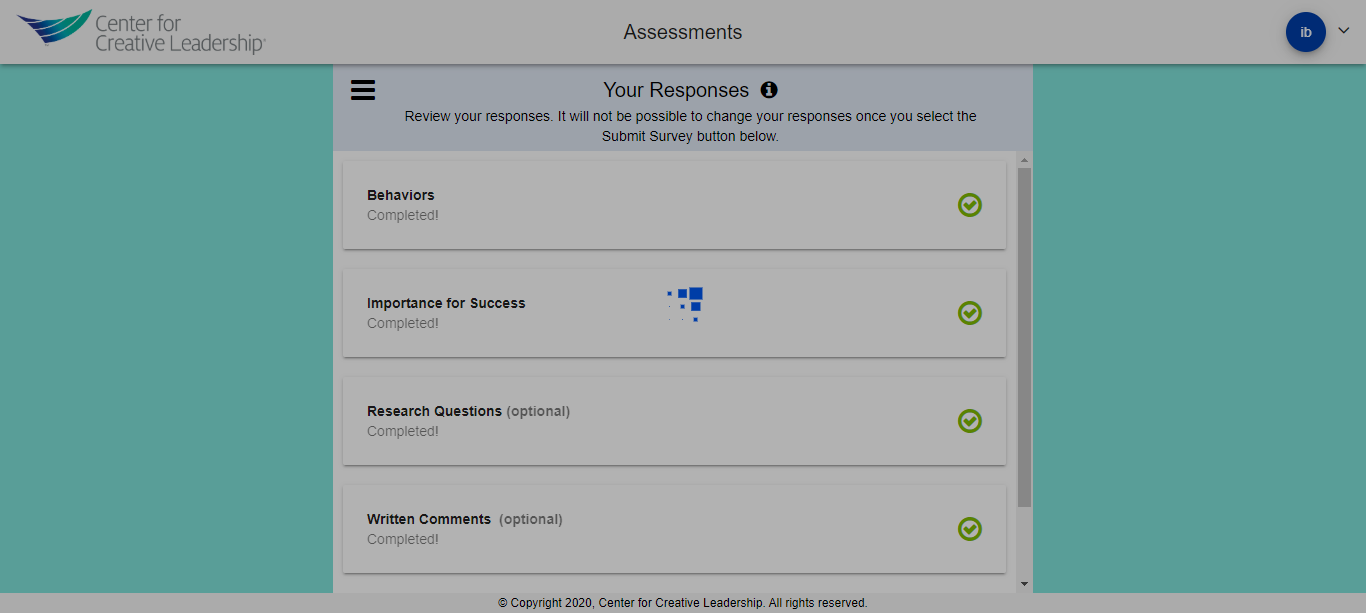 Center for
Creative Leadership®
Assessments
ib
Your Responses
Review your responses. It will not be possible to change your responses once you select the
Submit Survey button below.
Behaviors
Completed!
Importance for Success
Completed!
Research Questions (optional)
Completed!
Written Comments (optional)
Completed!
© Copyright 2020, Center for Creative Leadership. All rights reserved.